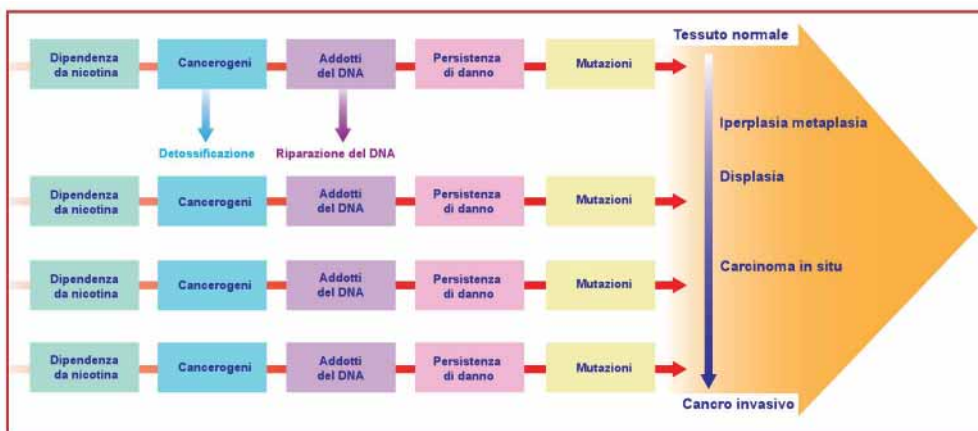 Dipendenza
da nicotina
Cancerogeni
Addotti
del DNA
Persistenza
di danno
Mutazioni
Tessuto normale
Detossificazione
Riparazione del DNA
Iperplasia metaplasia
Dipendenza
da nicotina
Cancerogeni
Addotti
del DNA
Persistenza
di danno
Mutazioni
Displasia
Dipendenza
da nicotina
Cancerogeni
Addotti
del DNA
Persistenza
di danno
Mutazioni
Carcinoma in situ
Dipendenza
da nicotina
Cancerogeni
Addotti
del DNA
Persistenza
di danno
Mutazioni
Cancro invasivo